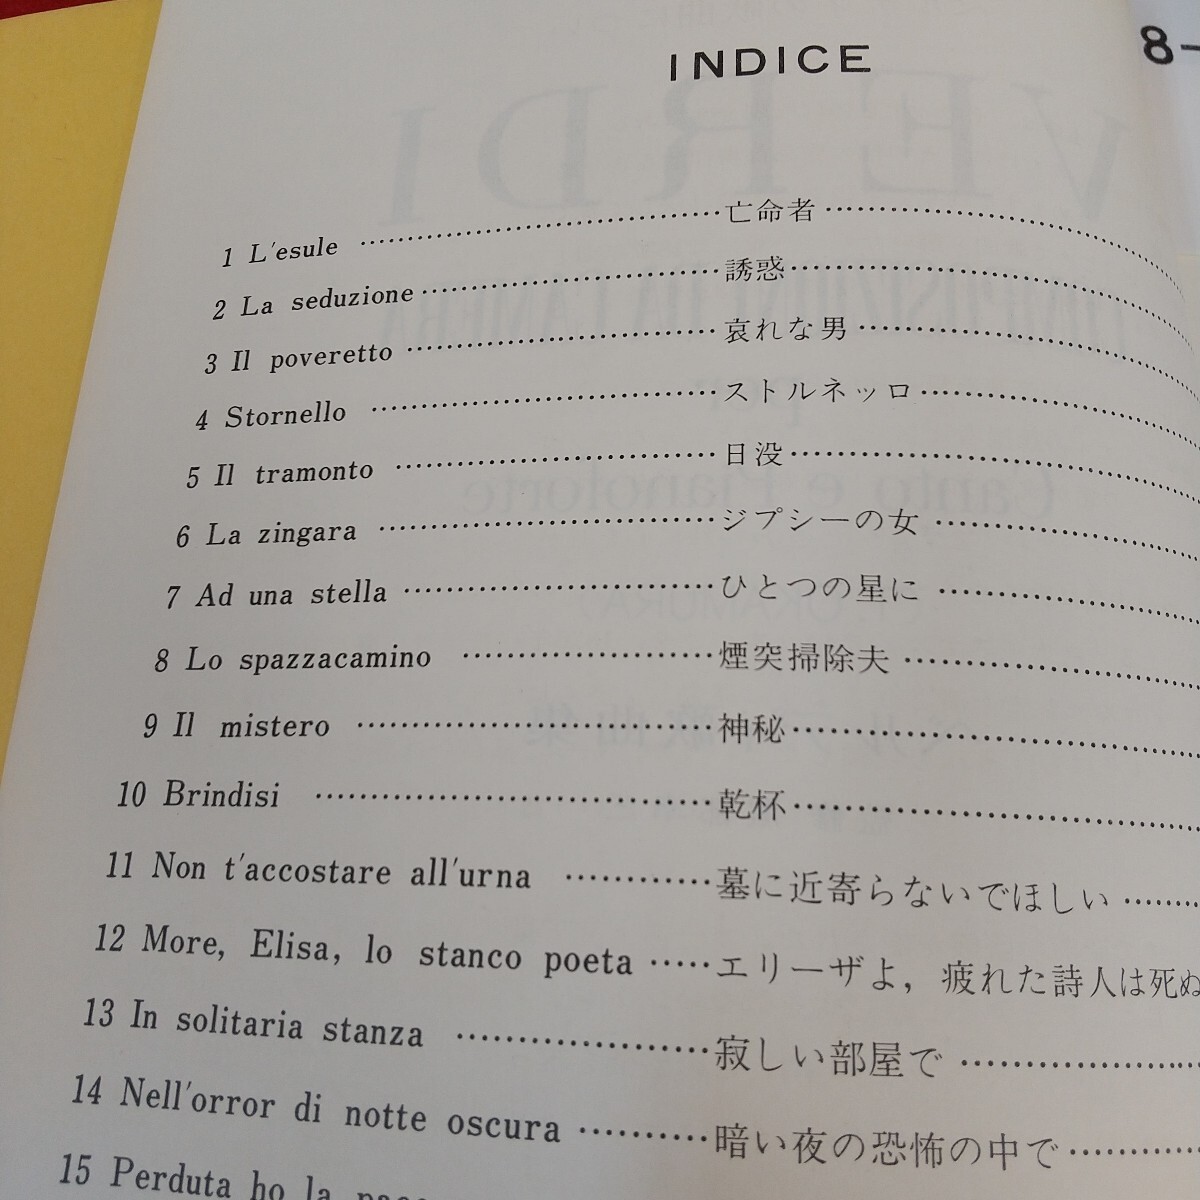 INDICE
8-
1 L'esule ………… 亡命者 …………
2 La seduzione ………… 誘惑 …………
3 Il poveretto ………… 哀れな男 …………
4 Stornello ………… ストルネッロ …………
5 Il tramonto ………… 日没 …………
6 La zingara ………… ジプシーの女 …………
7 Ad una stella ………… ひとつの星に …………
8 Lo spazzacamino ………… 煙突掃除夫 …………
9 Il mistero ………… 神秘 …………
10 Brindisi ………… 乾杯 …………
11 Non t'accostare all'urna ………… 墓に近寄らないでほしい …………
12 More, Elisa, lo stanco poeta …… エリーザよ，疲れた詩人は死ぬ
13 In solitaria stanza ………… 寂しい部屋で …………
14 Nell'orror di notte oscura ………… 暗い夜の恐怖の中で …………
15 Perduta ho la